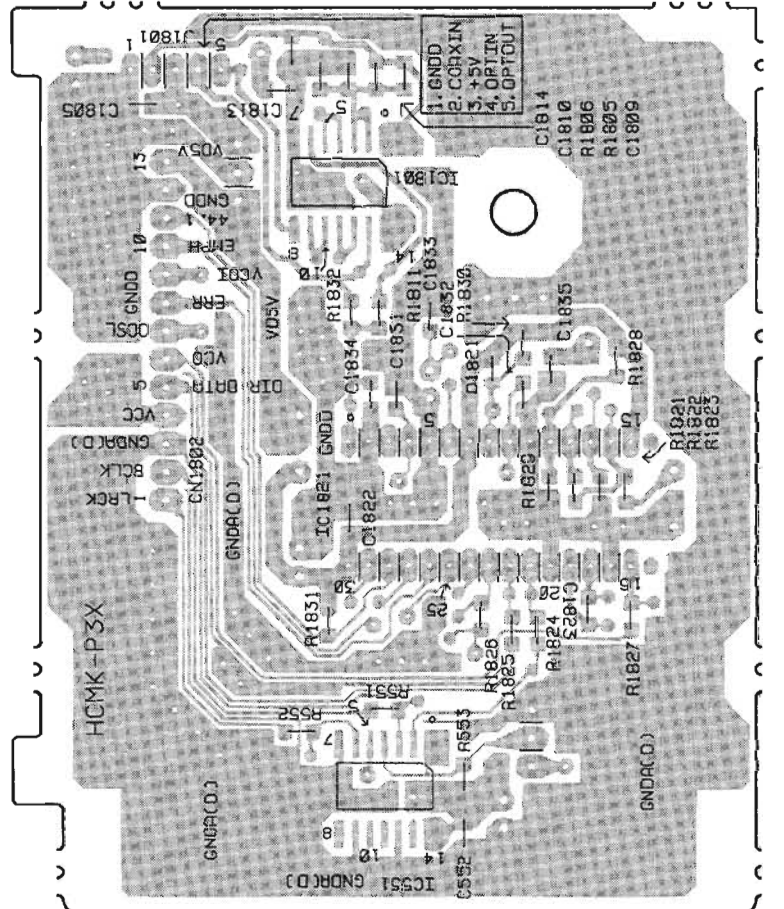 J1801
1
5
1. GNDD
2. COAXIN
3. +5V
4. OPTIN
5. OPTOUT
C1805
C1813
7
5
C1814
C1810
R1806
R1805
C1809
13
VD5V
IC1801
GNDD
44.1
10
EMPH
8
10
14
GNDD
VCOI
R1832
R1811
C1833
C1832
R1830
ERR
DOSL
VD5V
C1834
C1831
D1821
C1835
R1828
VCO
5
DIR DATA
VCC
GNDD
5
15
R1821
R1822
R1823
GNDA(D)
BCLK
CN1802
LRCK
1
GNDA(D)
IC1821
C1822
R1829
30
25
20
16
R1831
C1823
HCMK-P3X
R1826
R1825
R1824
R1827
R551
R552
5
7
R553
GNDA(D)
GNDA(D)
8
10
14
C552
IC551
GNDA(D)